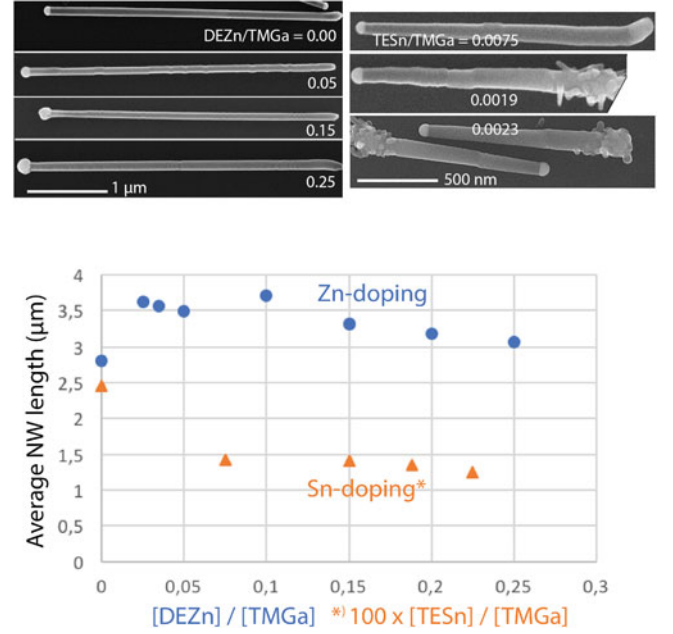 DEZn/TMGa = 0.00
0.05
0.15
0.25
1 μm
TESn/TMGa = 0.0075
0.0019
0.0023
500 nm
4
3,5
3
2,5
2
1,5
1
0,5
0
Average NW length (μm)
Zn-doping
Sn-doping*
0
0,05
0,1
0,15
0,2
0,25
0,3
[DEZn] / [TMGa] *) 100 x [TESn] / [TMGa]